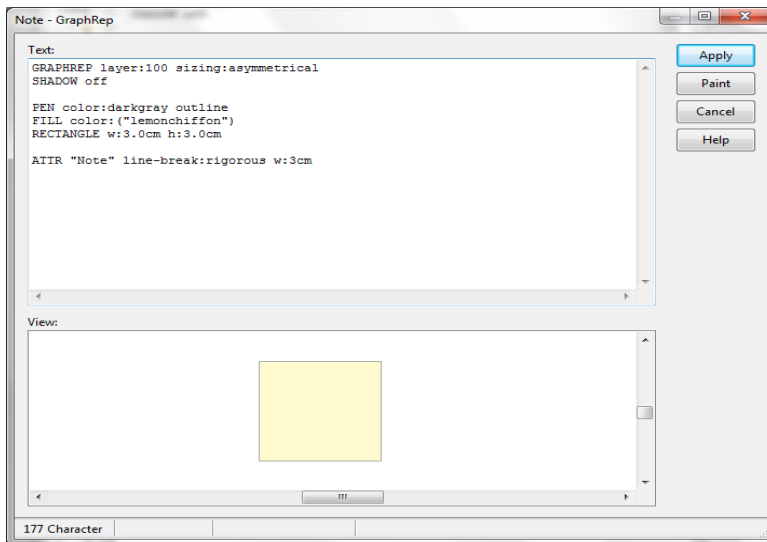 Note - GraphRep
Text:
GRAPHREP layer:100 sizing:asymmetrical
SHADOW off
PEN color:darkgray outline
FILL color:("lemonchiffon")
RECTANGLE w:3.0cm h:3.0cm
ATTR "Note" line-break:rigorous w:3cm
Apply
Paint
Cancel
Help
View:
177 Character